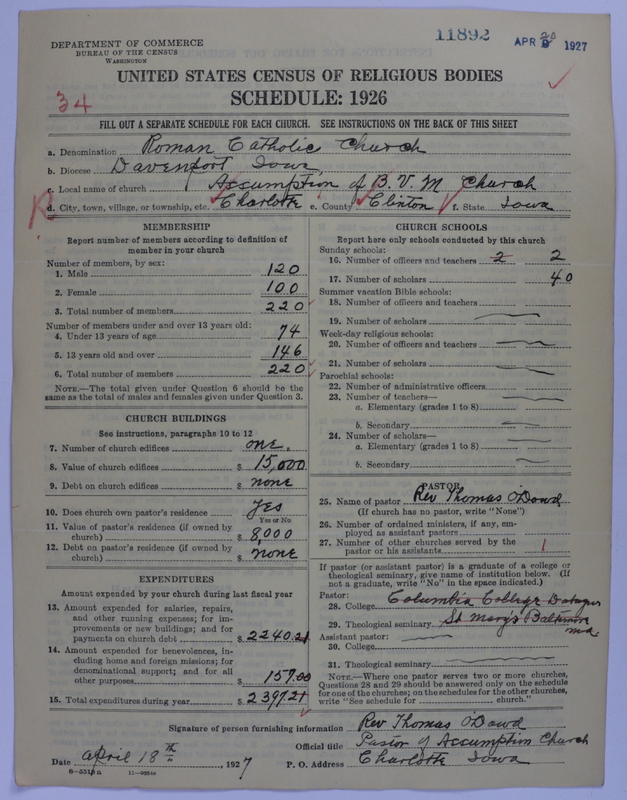 11892
APR 20 1927
DEPARTMENT OF COMMERCE
BUREAU OF THE CENSUS
WASHINGTON
UNITED STATES CENSUS OF RELIGIOUS BODIES
SCHEDULE: 1926
34
FILL OUT A SEPARATE SCHEDULE FOR EACH CHURCH. SEE INSTRUCTIONS ON THE BACK OF THIS SHEET
a. Denomination Roman Catholic Church
b. Diocese Davenport Iowa
c. Local name of church Assumption of B. V. M Church
d. City, town, village, or township, etc. Charlotte e. County Clinton f. State Iowa
MEMBERSHIP
Report number of members according to definition of
member in your church
Number of members, by sex:
1. Male 120
2. Female 100
3. Total number of members 220
Number of members under and over 13 years old:
4. Under 13 years of age 74
5. 13 years old and over 146
6. Total number of members 220
NOTE.—The total given under Question 6 should be the
same as the total of males and females given under Question 3.
CHURCH BUILDINGS
See instructions, paragraphs 10 to 12
7. Number of church edifices one.
8. Value of church edifices $ 15,000
9. Debt on church edifices $ none
10. Does church own pastor's residence yes
Yes or No
11. Value of pastor's residence (if owned by
church) $ 8,000
12. Debt on pastor's residence (if owned by
church) $ none
EXPENDITURES
Amount expended by your church during last fiscal year
13. Amount expended for salaries, repairs,
and other running expenses; for im-
provements or new buildings; and for
payments on church debt $ 2240.21
14. Amount expended for benevolences, in-
cluding home and foreign missions; for
denominational support; and for all
other purposes $ 157.00
15. Total expenditures during year $ 2397.21
CHURCH SCHOOLS
Report here only schools conducted by this church
Sunday schools:
16. Number of officers and teachers 2 2
17. Number of scholars 40
Summer vacation Bible schools:
18. Number of officers and teachers
19. Number of scholars
Week-day religious schools:
20. Number of officers and teachers
21. Number of scholars
Parochial schools:
22. Number of administrative officers
23. Number of teachers—
a. Elementary (grades 1 to 8)
b. Secondary
24. Number of scholars—
a. Elementary (grades 1 to 8)
b. Secondary
PASTOR
25. Name of pastor Rev Thomas O'Dowd
(If church has no pastor, write "None")
26. Number of ordained ministers, if any, em-
ployed as assistant pastors
27. Number of other churches served by the
pastor or his assistants 1
If pastor (or assistant pastor) is a graduate of a college or
theological seminary, give name of institution below. (If
not a graduate, write "No" in the space indicated.)
Pastor:
28. College Columbia College
29. Theological seminary St Mary's Baltimore
Md.
Assistant pastor:
30. College
31. Theological seminary
NOTE.—Where one pastor serves two or more churches,
Questions 28 and 29 should be answered only on the schedule
for one of the churches; on the schedules for the other churches,
write "See schedule for church."
Signature of person furnishing information Rev Thomas O'Dowd
Official title Pastor of Assumption Church
Date April 18th, 1927 P. O. Address Charlotte Iowa